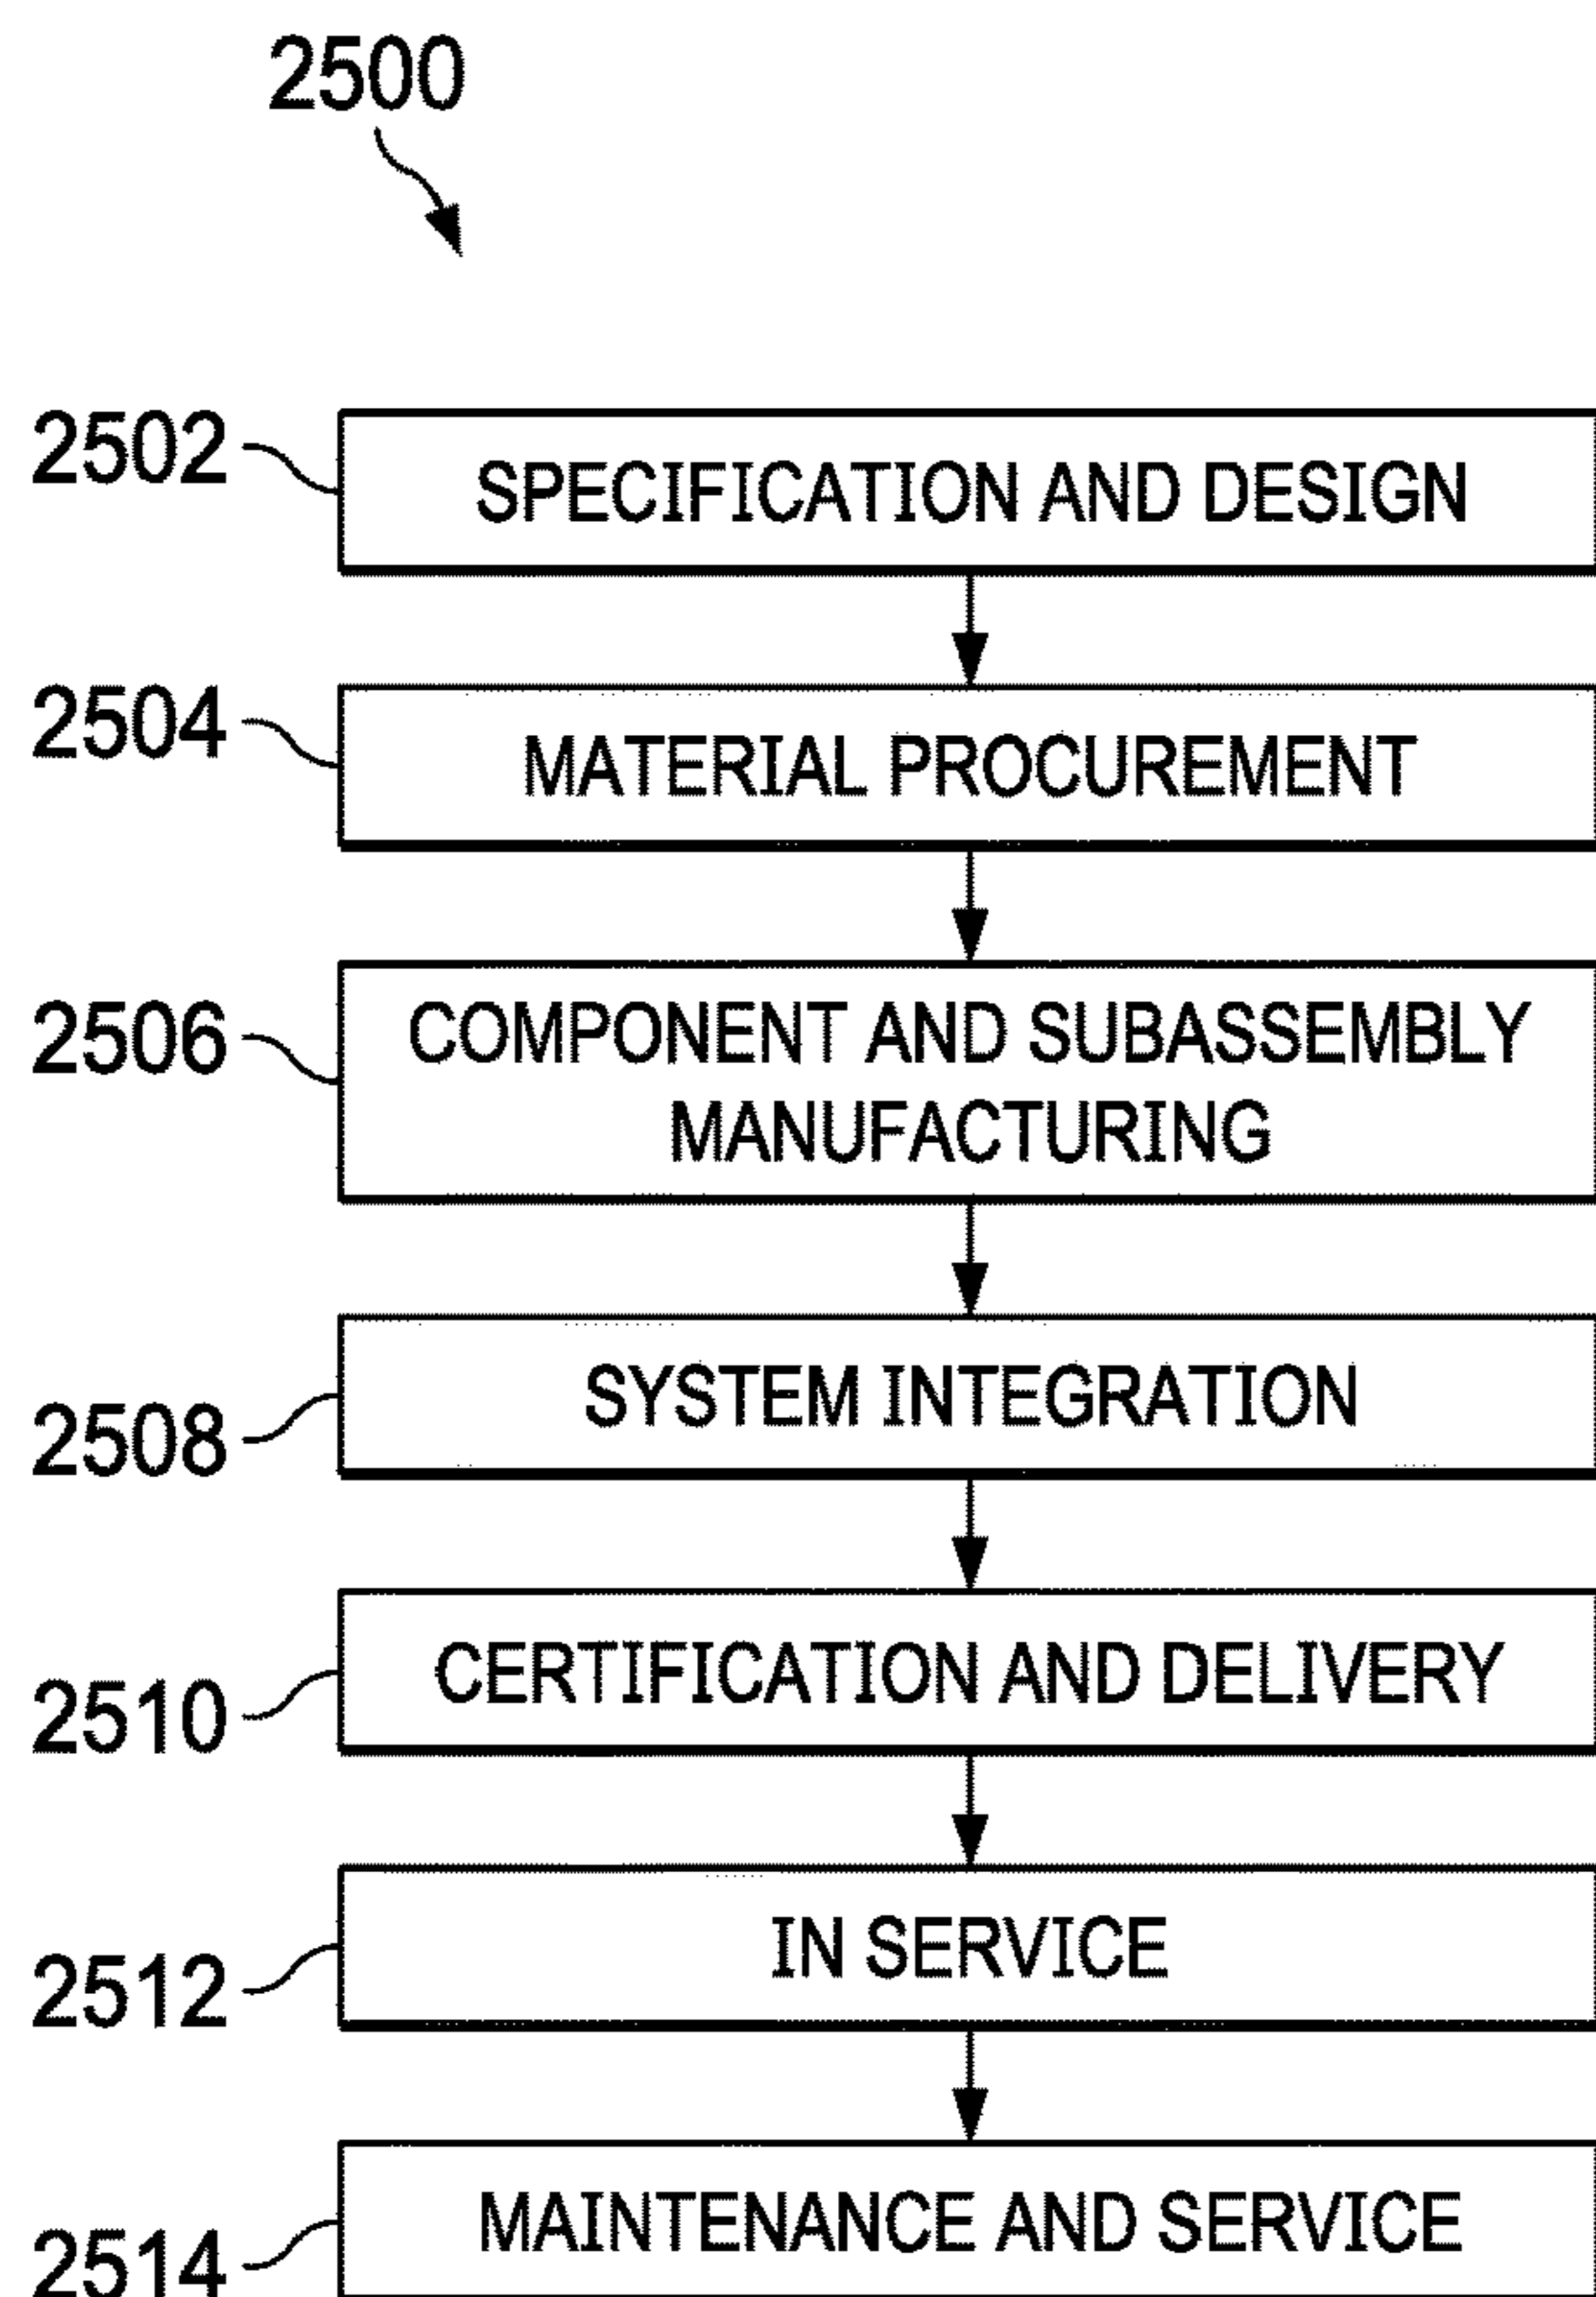 2500
2502 SPECIFICATION AND DESIGN
2504 MATERIAL PROCUREMENT
2506 COMPONENT AND SUBASSEMBLY
MANUFACTURING
2508 SYSTEM INTEGRATION
2510 CERTIFICATION AND DELIVERY
2512 IN SERVICE
2514 MAINTENANCE AND SERVICE